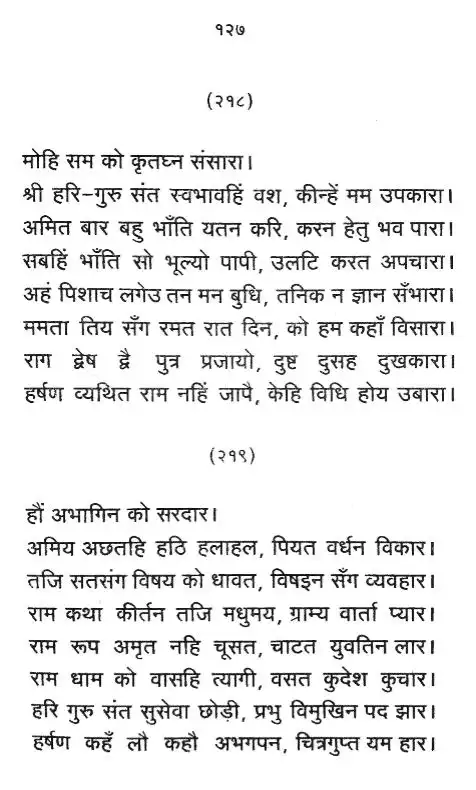 १२७
(२१८)
मोहि सम को कृतघ्न संसारा।
श्री हरि-गुरु संत स्वभावहिं वश, कीन्हें मम उपकारा।
अमित बार बहु भाँति यतन करि, करन हेतु भव पारा।
सबहिं भाँति सो भूल्यो पापी, उलटि करत अपचारा।
अहं पिशाच लगेउ तन मन बुधि, तनिक न ज्ञान सँभारा।
ममता तिय सँग रमत रात दिन, को हम कहाँ विसारा।
राग द्वेष द्वै पुत्र प्रजायो, दुष्ट दुसह दुखकारा।
हर्षण व्यथित राम नहिं जापै, केहि विधि होय उबारा।
(२१९)
हौं अभागिन को सरदार।
अमिय अछतहि हठि हलाहल, पियत वर्धन विकार।
तजि सतसंग विषय को धावत, विषइन सँग व्यवहार।
राम कथा कीर्तन तजि मधुमय, ग्राम्य वार्ता प्यार।
राम रूप अमृत नहि चूसत, चाटत युवतिन लार।
राम धाम को वासहि त्यागी, वसत कुदेश कुचार।
हरि गुरु संत सुसेवा छोड़ी, प्रभु विमुखिन पद झार।
हर्षण कहँ लौ कहौ अभगपन, चित्रगुप्त यम हार।